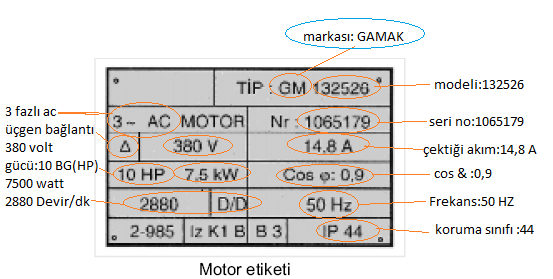 markası: GAMAK
TİP : GM 132526
modeli:132526
3 fazlı ac
üçgen bağlantı
380 volt
gücü:10 BG(HP)
7500 watt
2880 Devir/dk
3 ~ AC MOTOR
Nr : 1065179
seri no:1065179
Δ
380 V
14,8 A
çektiği akım:14,8 A
10 HP
7,5 kW
Cos φ: 0,9
cos & :0,9
2880
D/D
50 Hz
Frekans:50 HZ
2-985
Iz K1 B
B 3
IP 44
koruma sınıfı :44
Motor etiketi